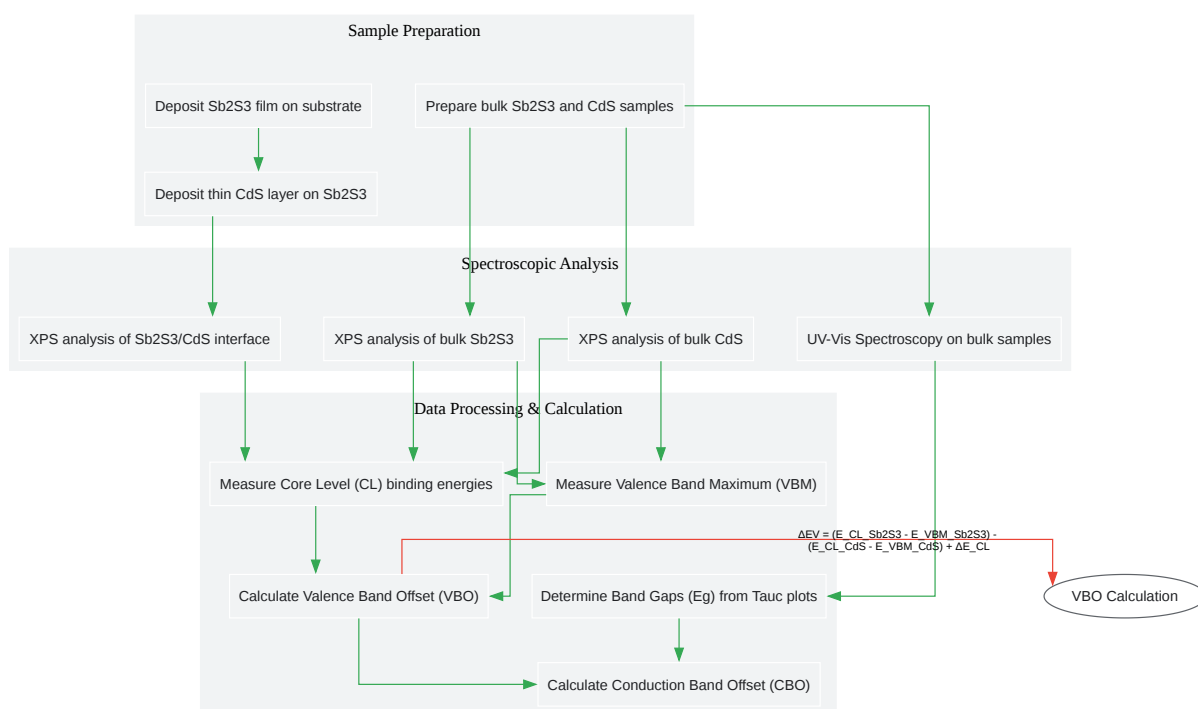 Sample Preparation
Deposit Sb2S3 film on substrate
Prepare bulk Sb2S3 and CdS samples
Deposit thin CdS layer on Sb2S3
Spectroscopic Analysis
XPS analysis of Sb2S3/CdS interface
XPS analysis of bulk Sb2S3
XPS analysis of bulk CdS
UV-Vis Spectroscopy on bulk samples
Data Processing & Calculation
Measure Core Level (CL) binding energies
Measure Valence Band Maximum (VBM)
ΔEV = (E_CL_Sb2S3 - E_VBM_Sb2S3) -
(E_CL_CdS - E_VBM_CdS) + ΔE_CL
Calculate Valence Band Offset (VBO)
Determine Band Gaps (Eg) from Tauc plots
VBO Calculation
Calculate Conduction Band Offset (CBO)